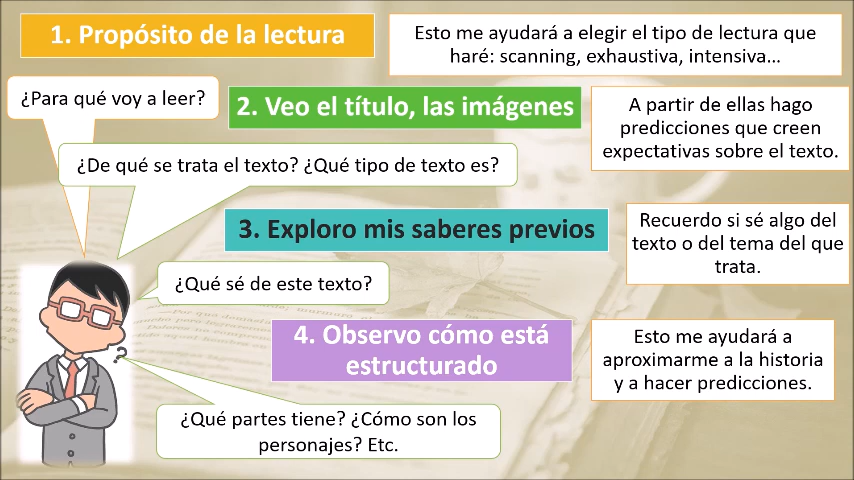 1. Propósito de la lectura
Esto me ayudará a elegir el tipo de lectura que
haré: scanning, exhaustiva, intensiva...
¿Para qué voy a leer?
2. Veo el título, las imágenes
A partir de ellas hago
predicciones que creen
expectativas sobre el texto.
¿De qué se trata el texto? ¿Qué tipo de texto es?
3. Exploro mis saberes previos
Recuerdo si sé algo del
texto o del tema del que
trata.
¿Qué sé de este texto?
4. Observo cómo está
estructurado
Esto me ayudará a
aproximarme a la historia
y a hacer predicciones.
¿Qué partes tiene? ¿Cómo son los
personajes? Etc.